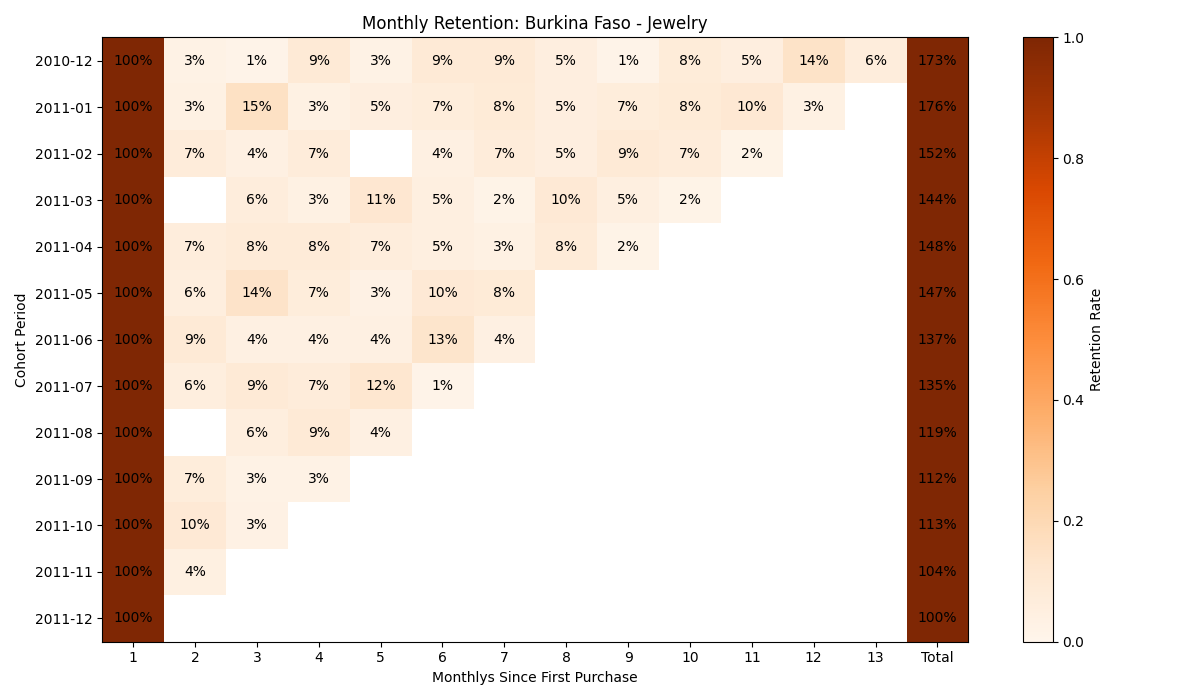 Monthly Retention: Burkina Faso - Jewelry
2010-12 100% 3% 1% 9% 3% 9% 9% 5% 1% 8% 5% 14% 6% 173%
2011-01 100% 3% 15% 3% 5% 7% 8% 5% 7% 8% 10% 3% 176%
2011-02 100% 7% 4% 7% 4% 7% 5% 9% 7% 2% 152%
2011-03 100% 6% 3% 11% 5% 2% 10% 5% 2% 144%
2011-04 100% 7% 8% 8% 7% 5% 3% 8% 2% 148%
2011-05 100% 6% 14% 7% 3% 10% 8% 147%
2011-06 100% 9% 4% 4% 4% 13% 4% 137%
2011-07 100% 6% 9% 7% 12% 1% 135%
2011-08 100% 6% 9% 4% 119%
2011-09 100% 7% 3% 3% 112%
2011-10 100% 10% 3% 113%
2011-11 100% 4% 104%
2011-12 100% 100%
1 2 3 4 5 6 7 8 9 10 11 12 13 Total
Monthlys Since First Purchase
Cohort Period
1.0
0.8
0.6
0.4
0.2
0.0
Retention Rate